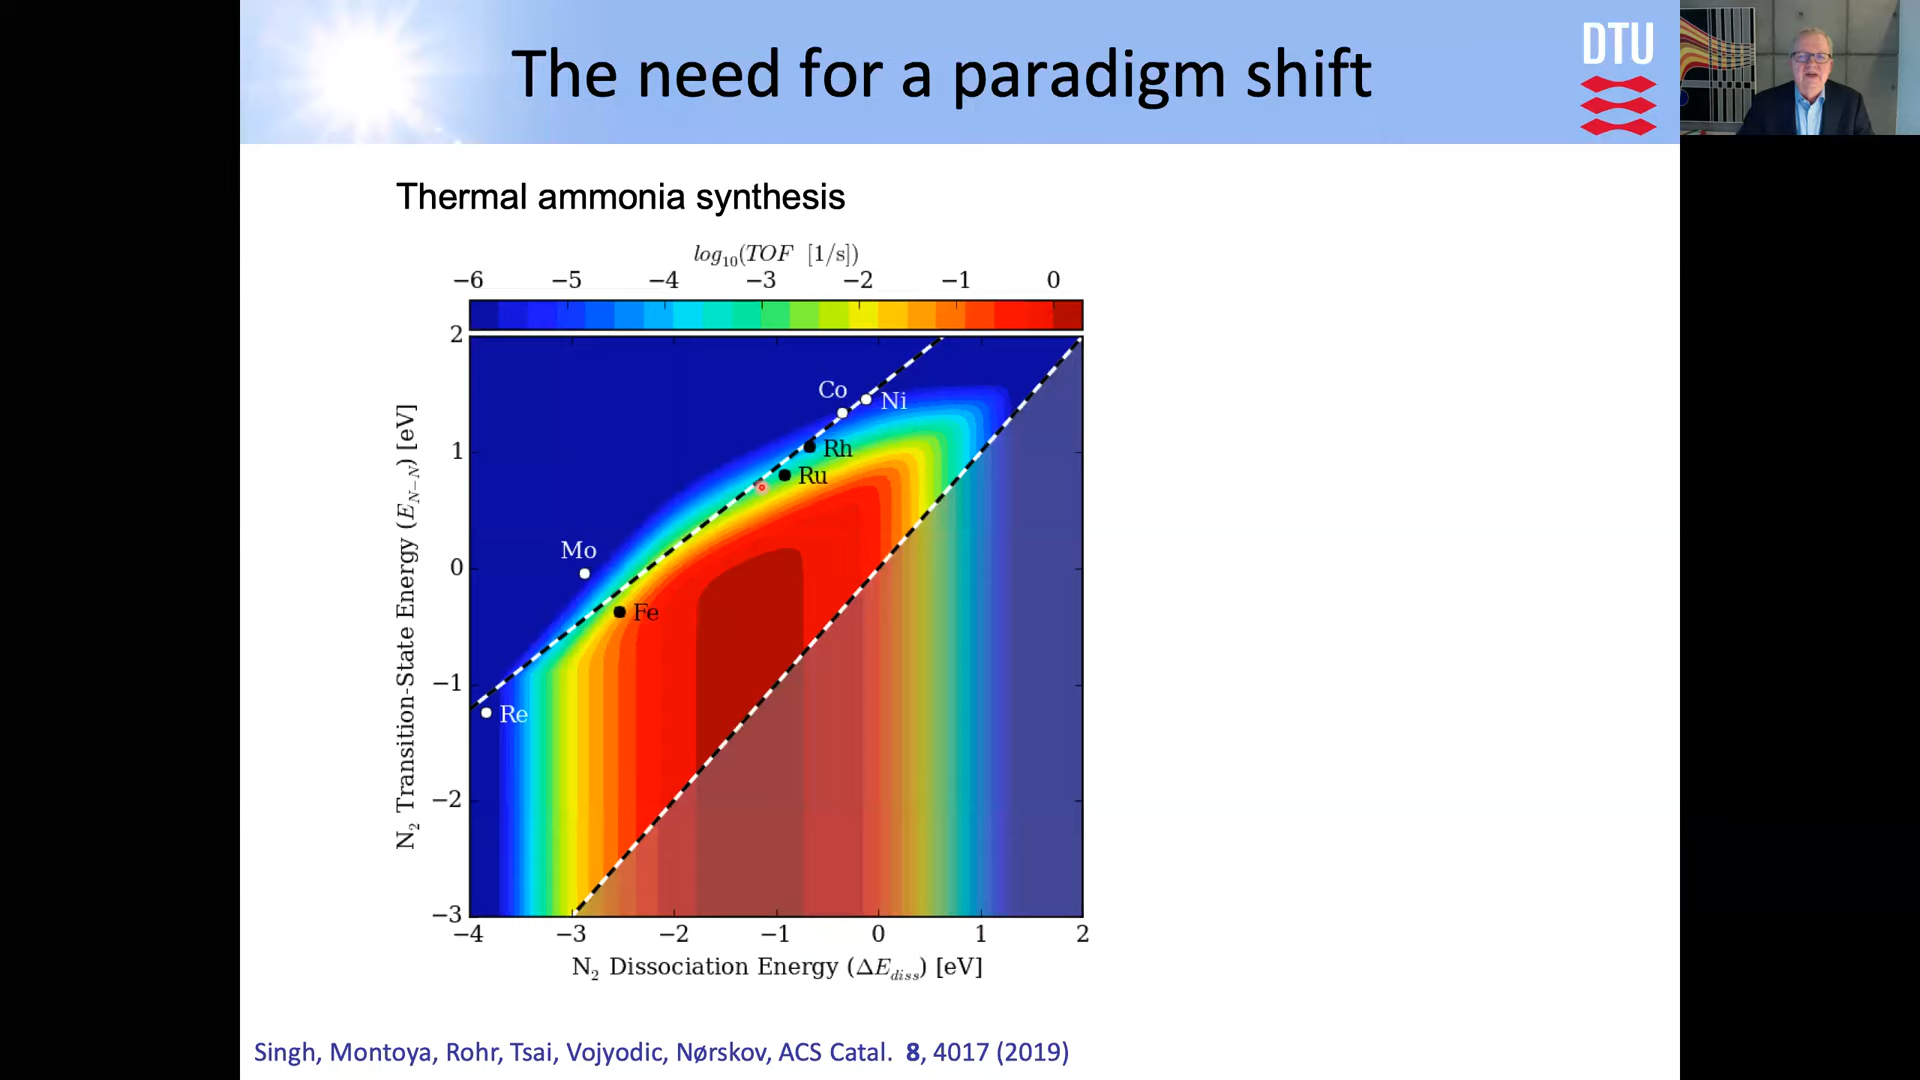 The need for a paradigm shift
DTU
Thermal ammonia synthesis
log10(TOF [1/s])
−6 −5 −4 −3 −2 −1 0
2
1
0
−1
−2
−3
N2 Transition-State Energy (EN−N) [eV]
Co
Ni
Rh
Ru
Mo
Fe
Re
−4 −3 −2 −1 0 1 2
N2 Dissociation Energy (ΔEdiss) [eV]
Singh, Montoya, Rohr, Tsai, Vojyodic, Nørskov, ACS Catal. 8, 4017 (2019)